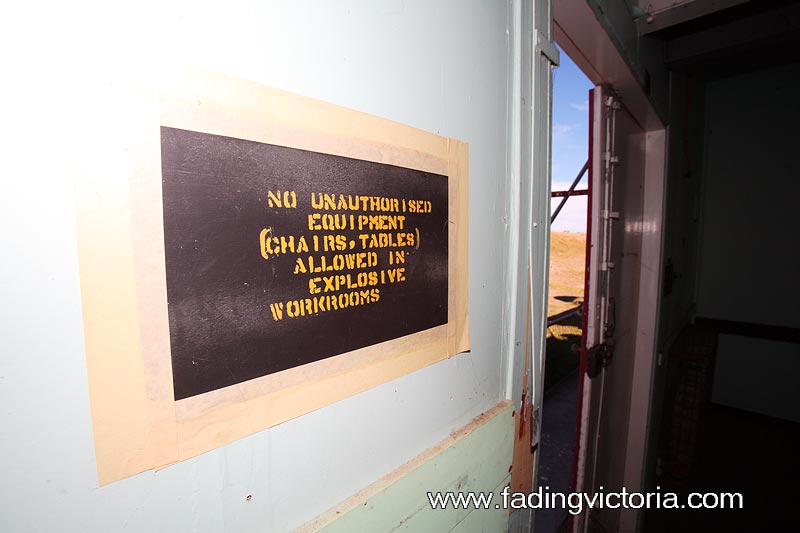 NO UNAUTHORISED
EQUIPMENT
(CHAIRS, TABLES)
ALLOWED IN
EXPLOSIVE
WORKROOMS
www.fadingvictoria.com